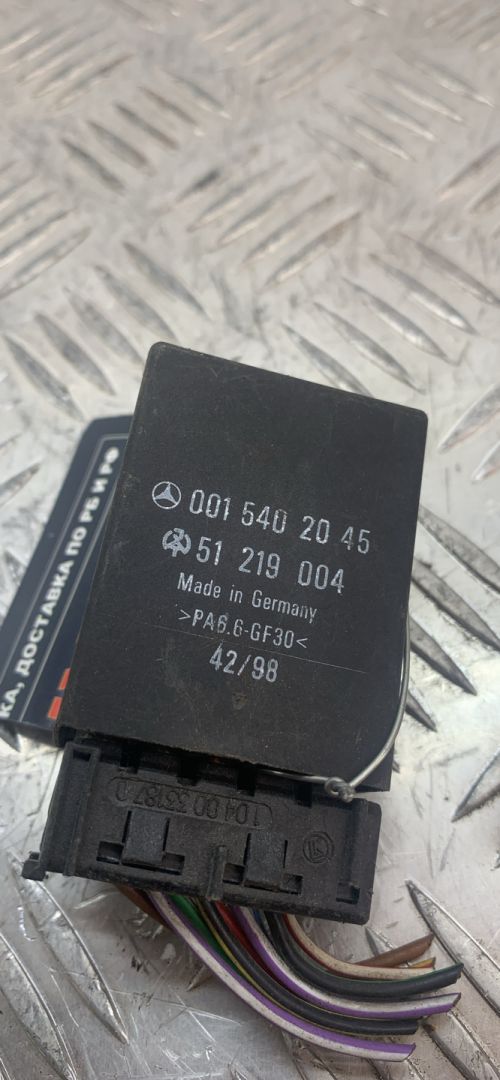 001 540 20 45
51 219 004
Made in Germany
>PA6.6-GF30<
42/98
КА, ДОСТАВКА ПО РБ И РФ